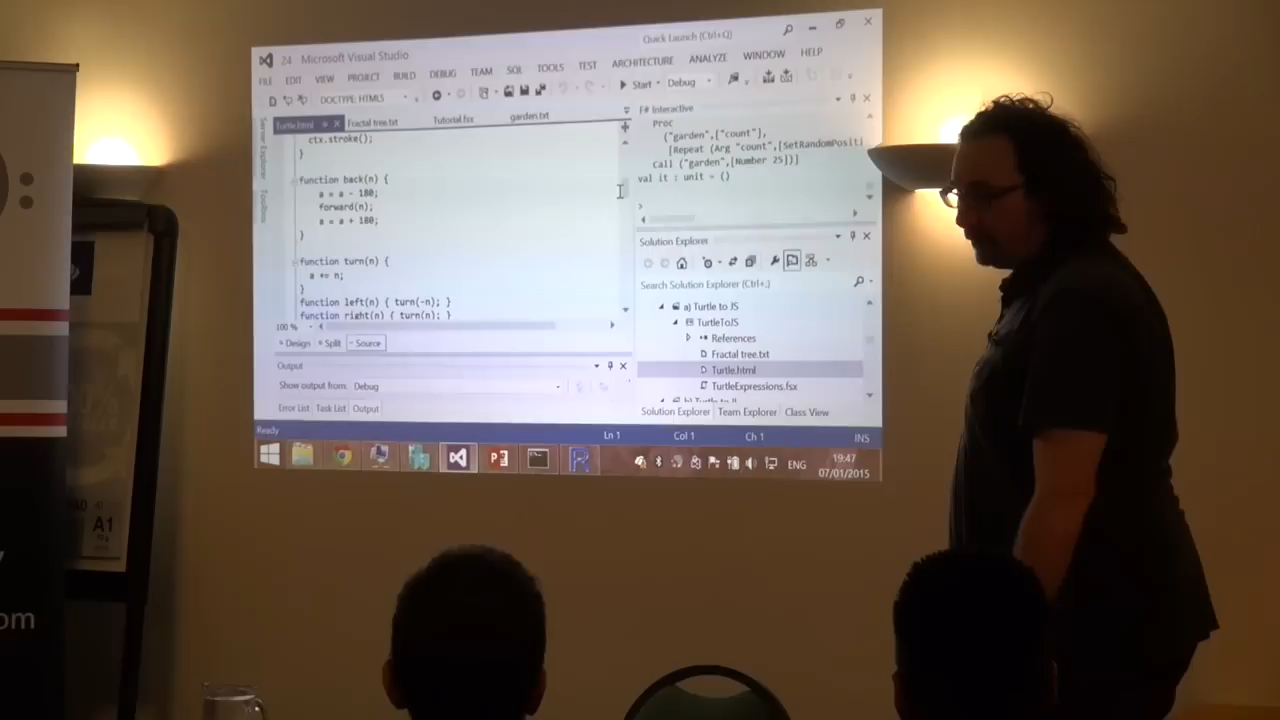 Quick Launch (Ctrl+Q)
24 Microsoft Visual Studio
FILE EDIT VIEW PROJECT BUILD DEBUG TEAM SQL TOOLS TEST ARCHITECTURE ANALYZE WINDOW HELP
DOCTYPE: HTML5
Start
Debug
Server Explorer
Toolbox
Turtle.html
Fractal tree.txt
Tutorial.fsx
garden.txt
ctx.stroke();
}
function back(n) {
a = a - 180;
forward(n);
a = a + 180;
}
function turn(n) {
a += n;
}
function left(n) { turn(-n); }
function right(n) { turn(n); }
100 %
Design
Split
Source
Output
Show output from: Debug
Error List
Task List
Output
F# Interactive
Proc
("garden",["count"],
[Repeat (Arg "count",[SetRandomPositi
Call ("garden",[Number 25])]
val it : unit = ()
>
Solution Explorer
Search Solution Explorer (Ctrl+;)
a) Turtle to JS
TurtleToJS
References
Fractal tree.txt
Turtle.html
TurtleExpressions.fsx
Solution Explorer
Team Explorer
Class View
Ready
Ln 1
Col 1
Ch 1
INS
ENG
19:47
07/01/2015
A1
om